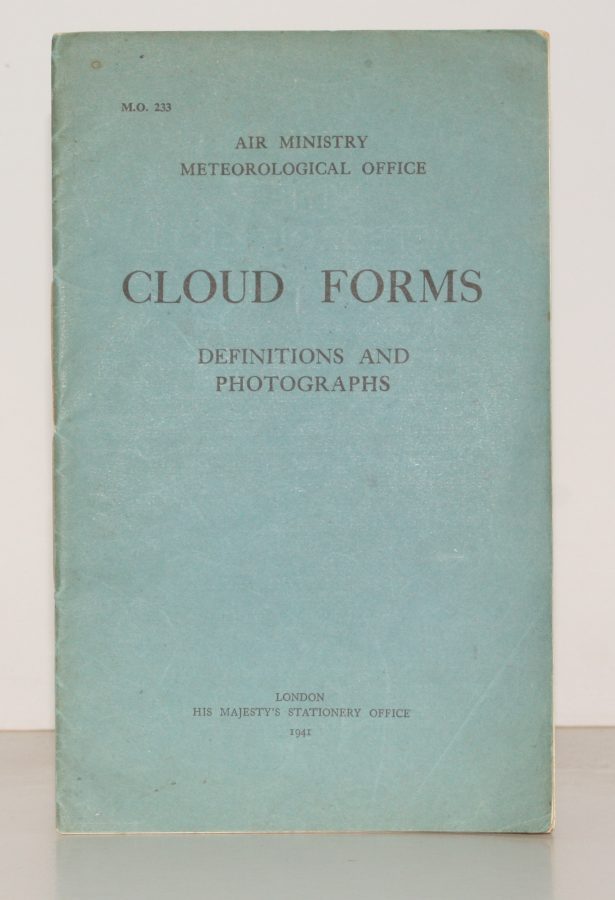 M.O. 233
AIR MINISTRY
METEOROLOGICAL OFFICE
CLOUD FORMS
DEFINITIONS AND
PHOTOGRAPHS
LONDON
HIS MAJESTY'S STATIONERY OFFICE
1941